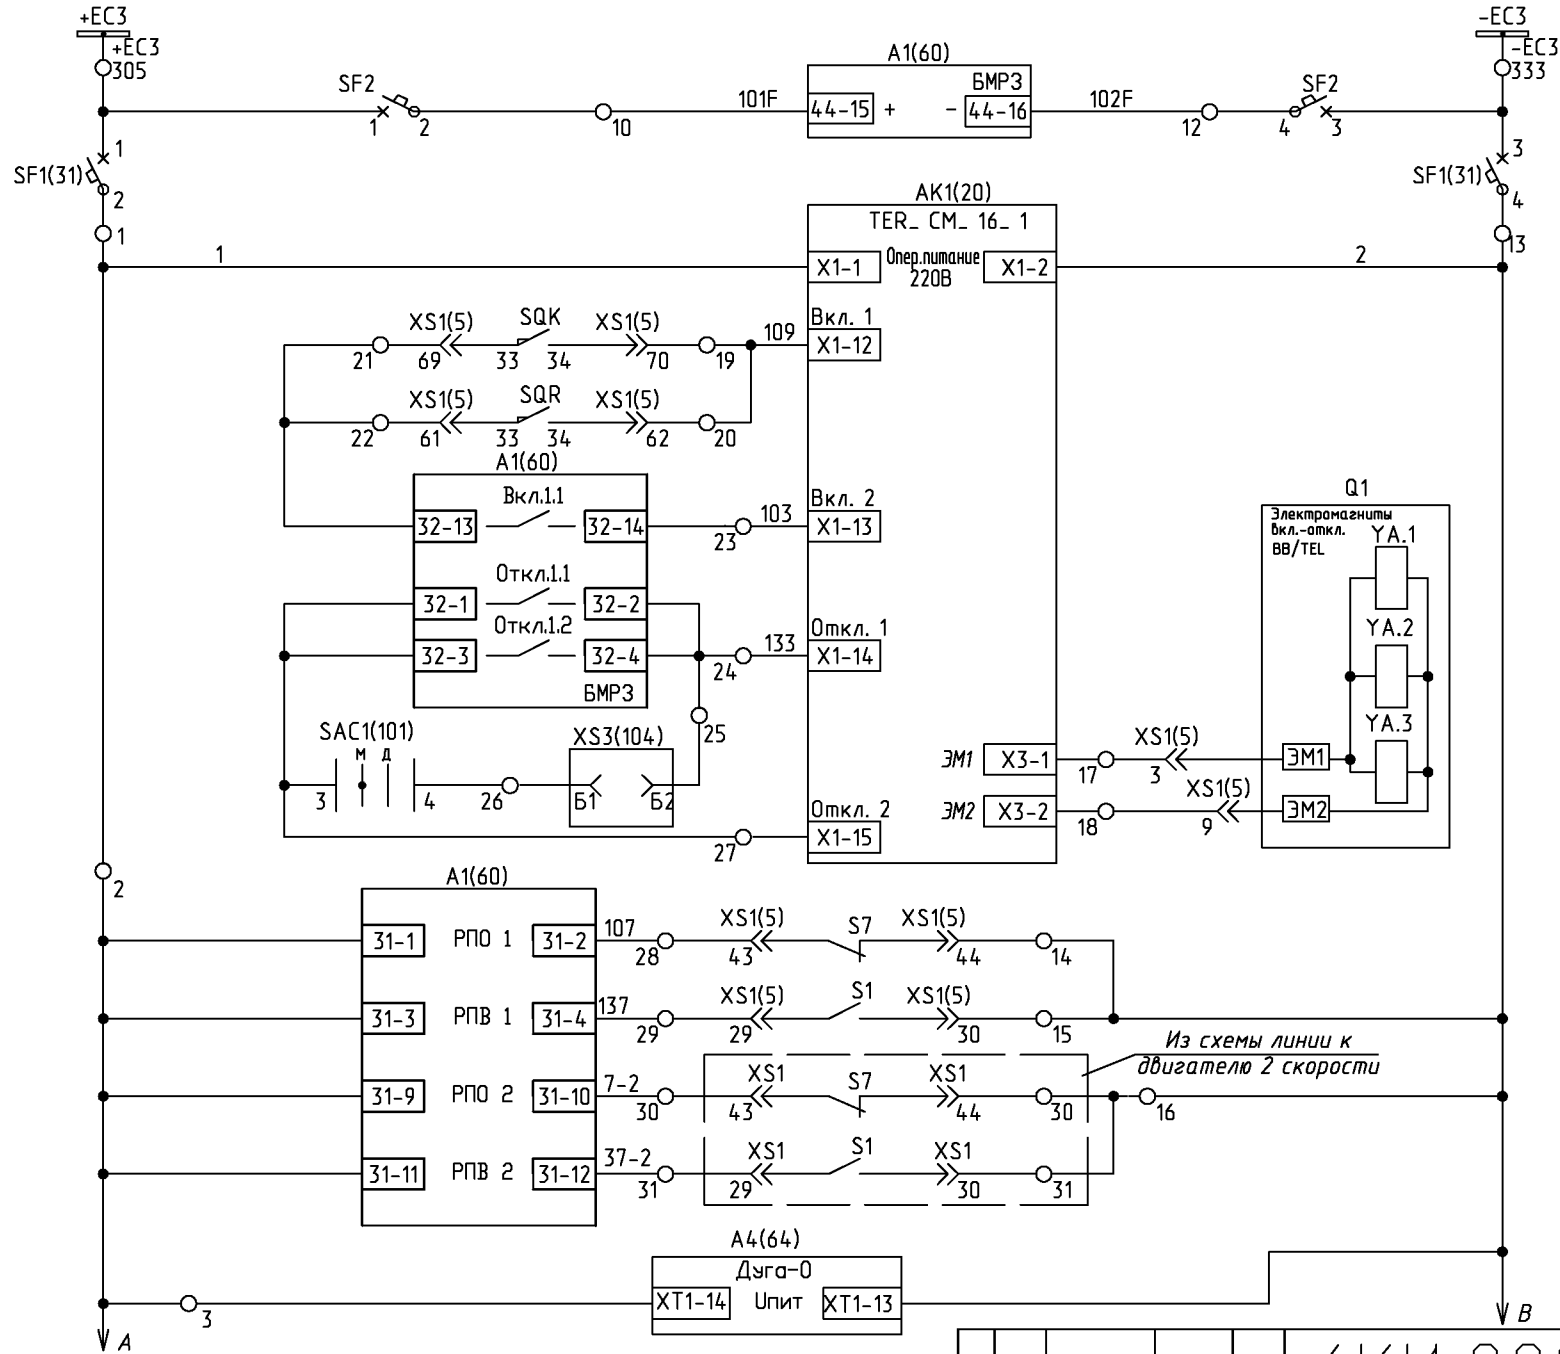 +EC3
-EC3
+EC3
-EC3
305
333
A1(60)
БМРЗ
SF2
101F
44-15 + - 44-16
102F
SF2
1 2
10
12
4 3
1
3
SF1(31)
SF1(31)
2
4
AK1(20)
TER_ CM_ 16_ 1
1
13
1
X1-1
Опер.питание
220В
X1-2
2
XS1(5) SQK XS1(5)
109
Вкл. 1
X1-12
21 69 33 34 70 19
XS1(5) SQR XS1(5)
22 61 33 34 62 20
A1(60)
Вкл.1.1
32-13 32-14
23
103
Вкл. 2
X1-13
Откл.1.1
32-1 32-2
Откл.1.2
32-3 32-4
БМРЗ
24
133
Откл. 1
X1-14
25
Q1
Электромагниты
Вкл.-откл.
BB/TEL
YA.1
YA.2
YA.3
SAC1(101)
М Д
3 4
26
XS3(104)
Б1 Б2
ЭМ1 X3-1
17
XS1(5)
3
ЭМ1
ЭМ2 X3-2
18
XS1(5)
9
ЭМ2
Откл. 2
X1-15
27
2
A1(60)
31-1 РПО 1 31-2
107
28
XS1(5) S7 XS1(5)
43 44 14
31-3 РПВ 1 31-4
137
29
XS1(5) S1 XS1(5)
29 30 15
Из схемы линии к
двигателю 2 скорости
31-9 РПО 2 31-10
7-2
30
XS1 S7 XS1
43 44 30
16
31-11 РПВ 2 31-12
37-2
31
XS1 S1 XS1
29 30 31
A4(64)
Дуга-О
XT1-14 Uпит XT1-13
3
A
B